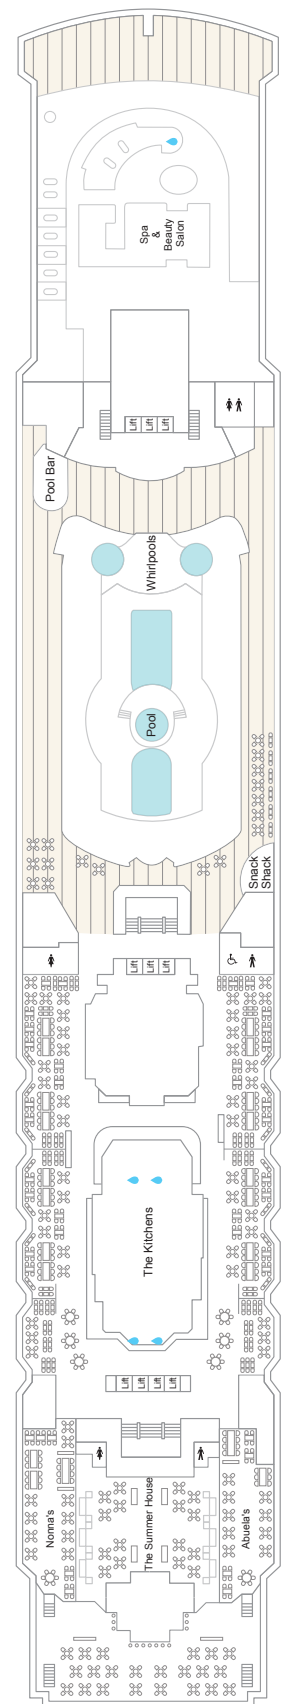 Spa
&
Beauty
Salon
Lift
Lift
Lift
Pool Bar
Whirlpools
Pool
Snack
Shack
Lift
Lift
Lift
The Kitchens
Lift
Lift
Lift
Lift
Nonna's
The Summer House
Abuela's